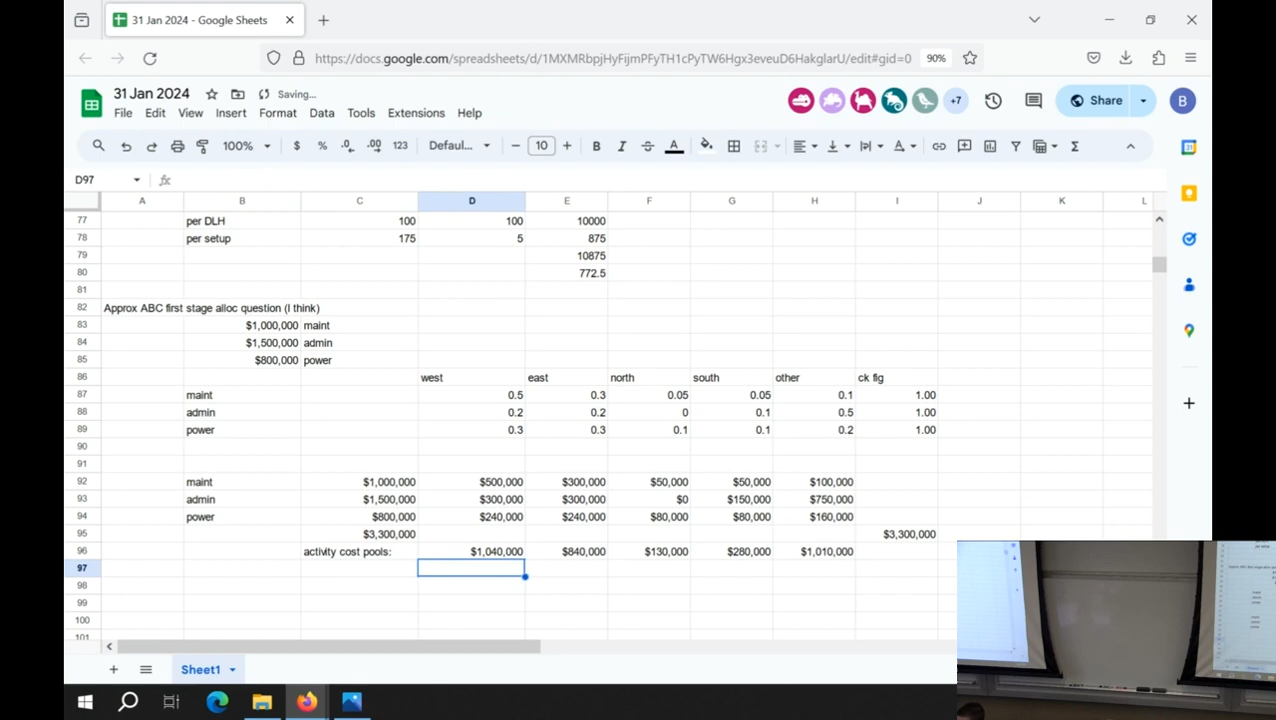 31 Jan 2024 - Google Sheets
https://docs.google.com/spreadsheets/d/1MXMRbpjHyFijmPFyTH1cPyTW6Hgx3eveuD6HakglarU/edit#gid=0 90%
31 Jan 2024 Saving...
+7 Share B
File Edit View Insert Format Data Tools Extensions Help
100% $ % .0 .00 123 Defaul... 10 B I A
D97 fx
A B C D E F G H I J K L
77 per DLH 100 100 10000
78 per setup 175 5 875
79 10875
80 772.5
81
82 Approx ABC first stage alloc question (I think)
83 $1,000,000 maint
84 $1,500,000 admin
85 $800,000 power
86 west east north south other ck fig
87 maint 0.5 0.3 0.05 0.05 0.1 1.00
88 admin 0.2 0.2 0 0.1 0.5 1.00
89 power 0.3 0.3 0.1 0.1 0.2 1.00
90
91
92 maint $1,000,000 $500,000 $300,000 $50,000 $50,000 $100,000
93 admin $1,500,000 $300,000 $300,000 $0 $150,000 $750,000
94 power $800,000 $240,000 $240,000 $80,000 $80,000 $160,000
95 $3,300,000 $3,300,000
96 activity cost pools: $1,040,000 $840,000 $130,000 $280,000 $1,010,000
97
98
99
100
101
Sheet1